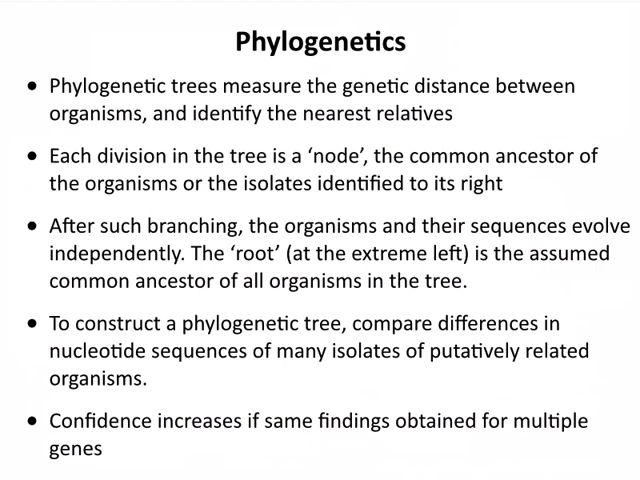 Phylogenetics
• Phylogenetic trees measure the genetic distance between
organisms, and identify the nearest relatives
• Each division in the tree is a ‘node’, the common ancestor of
the organisms or the isolates identified to its right
• After such branching, the organisms and their sequences evolve
independently. The ‘root’ (at the extreme left) is the assumed
common ancestor of all organisms in the tree.
• To construct a phylogenetic tree, compare differences in
nucleotide sequences of many isolates of putatively related
organisms.
• Confidence increases if same findings obtained for multiple
genes